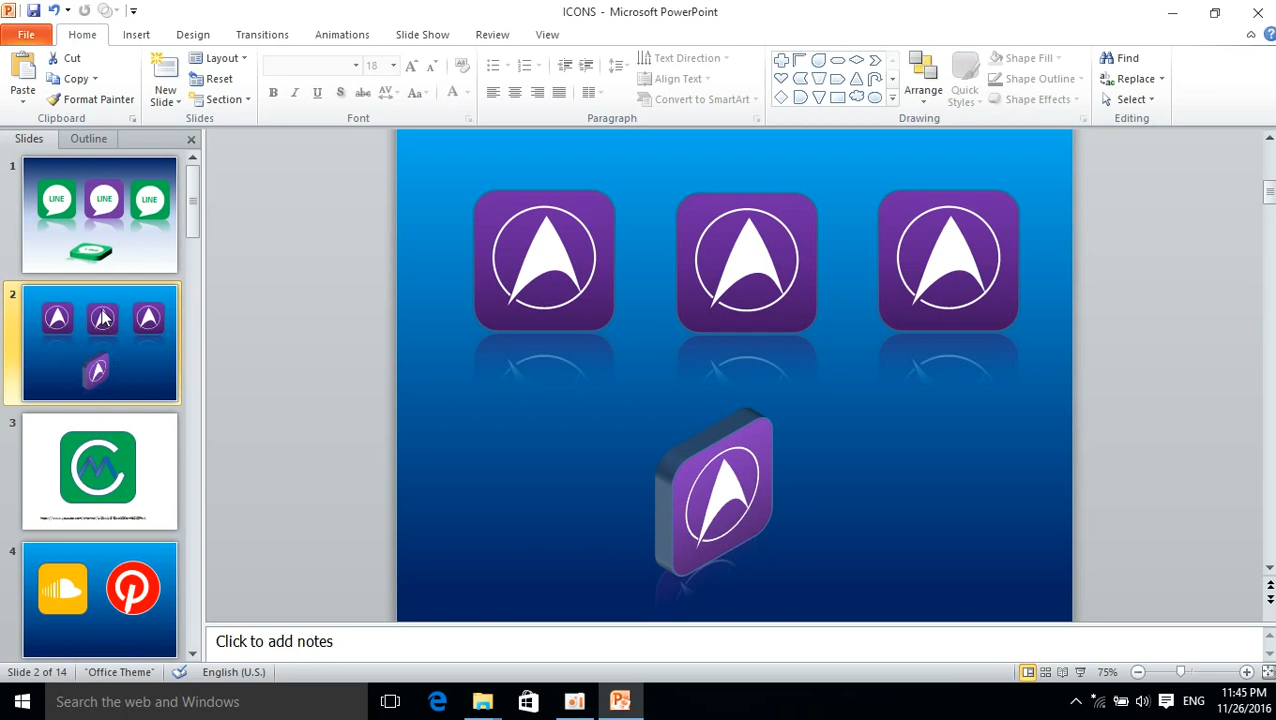 ICONS - Microsoft PowerPoint
File Home Insert Design Transitions Animations Slide Show Review View
Paste Cut Copy Format Painter Clipboard
New Slide Layout Reset Section Slides
18 B I U S abc AV Aa A Font
Text Direction Align Text Convert to SmartArt Paragraph
Arrange Quick Styles Shape Fill Shape Outline Shape Effects Drawing
Find Replace Select Editing
Slides Outline
1
LINE LINE LINE
2
3
4
Click to add notes
Slide 2 of 14 "Office Theme" English (U.S.) 75%
Search the web and Windows
ENG 11:45 PM
11/26/2016